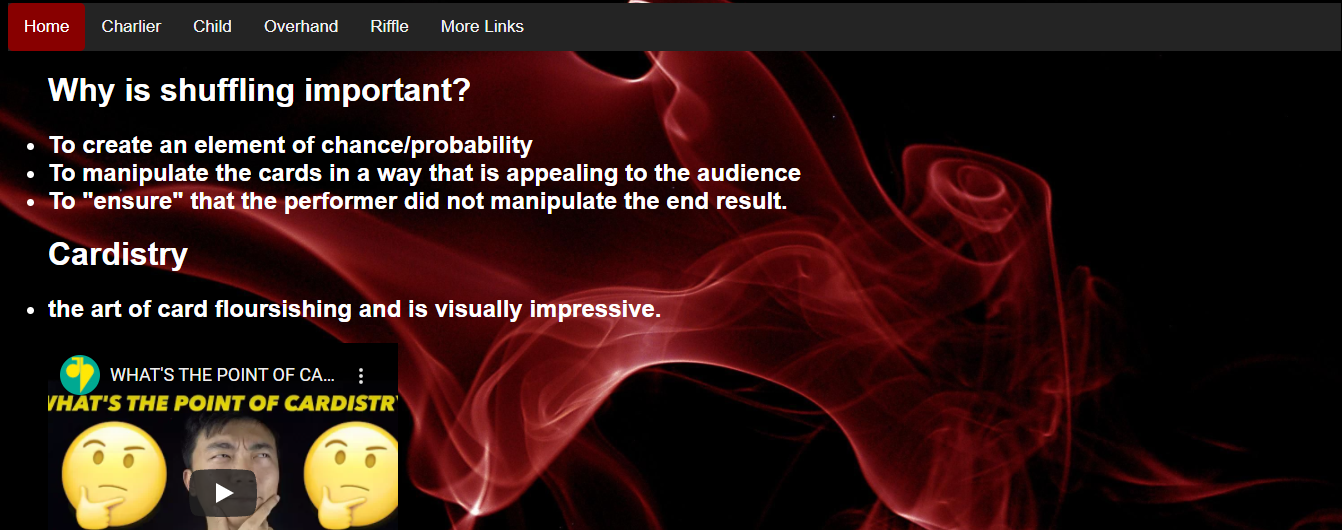 Home Charlier Child Overhand Riffle More Links
Why is shuffling important?
To create an element of chance/probability
To manipulate the cards in a way that is appealing to the audience
To "ensure" that the performer did not manipulate the end result.
Cardistry
the art of card floursishing and is visually impressive.
WHAT'S THE POINT OF CA...
WHAT'S THE POINT OF CARDISTRY